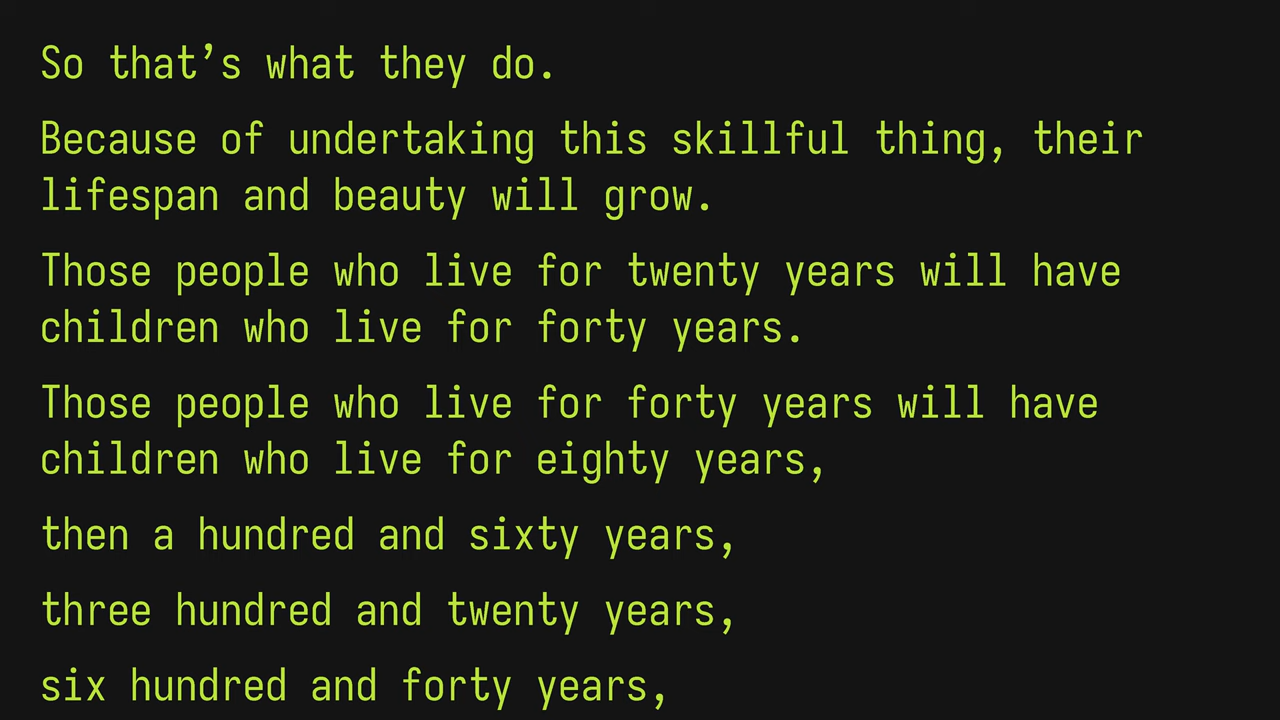 So that’s what they do.
Because of undertaking this skillful thing, their
lifespan and beauty will grow.
Those people who live for twenty years will have
children who live for forty years.
Those people who live for forty years will have
children who live for eighty years,
then a hundred and sixty years,
three hundred and twenty years,
six hundred and forty years,